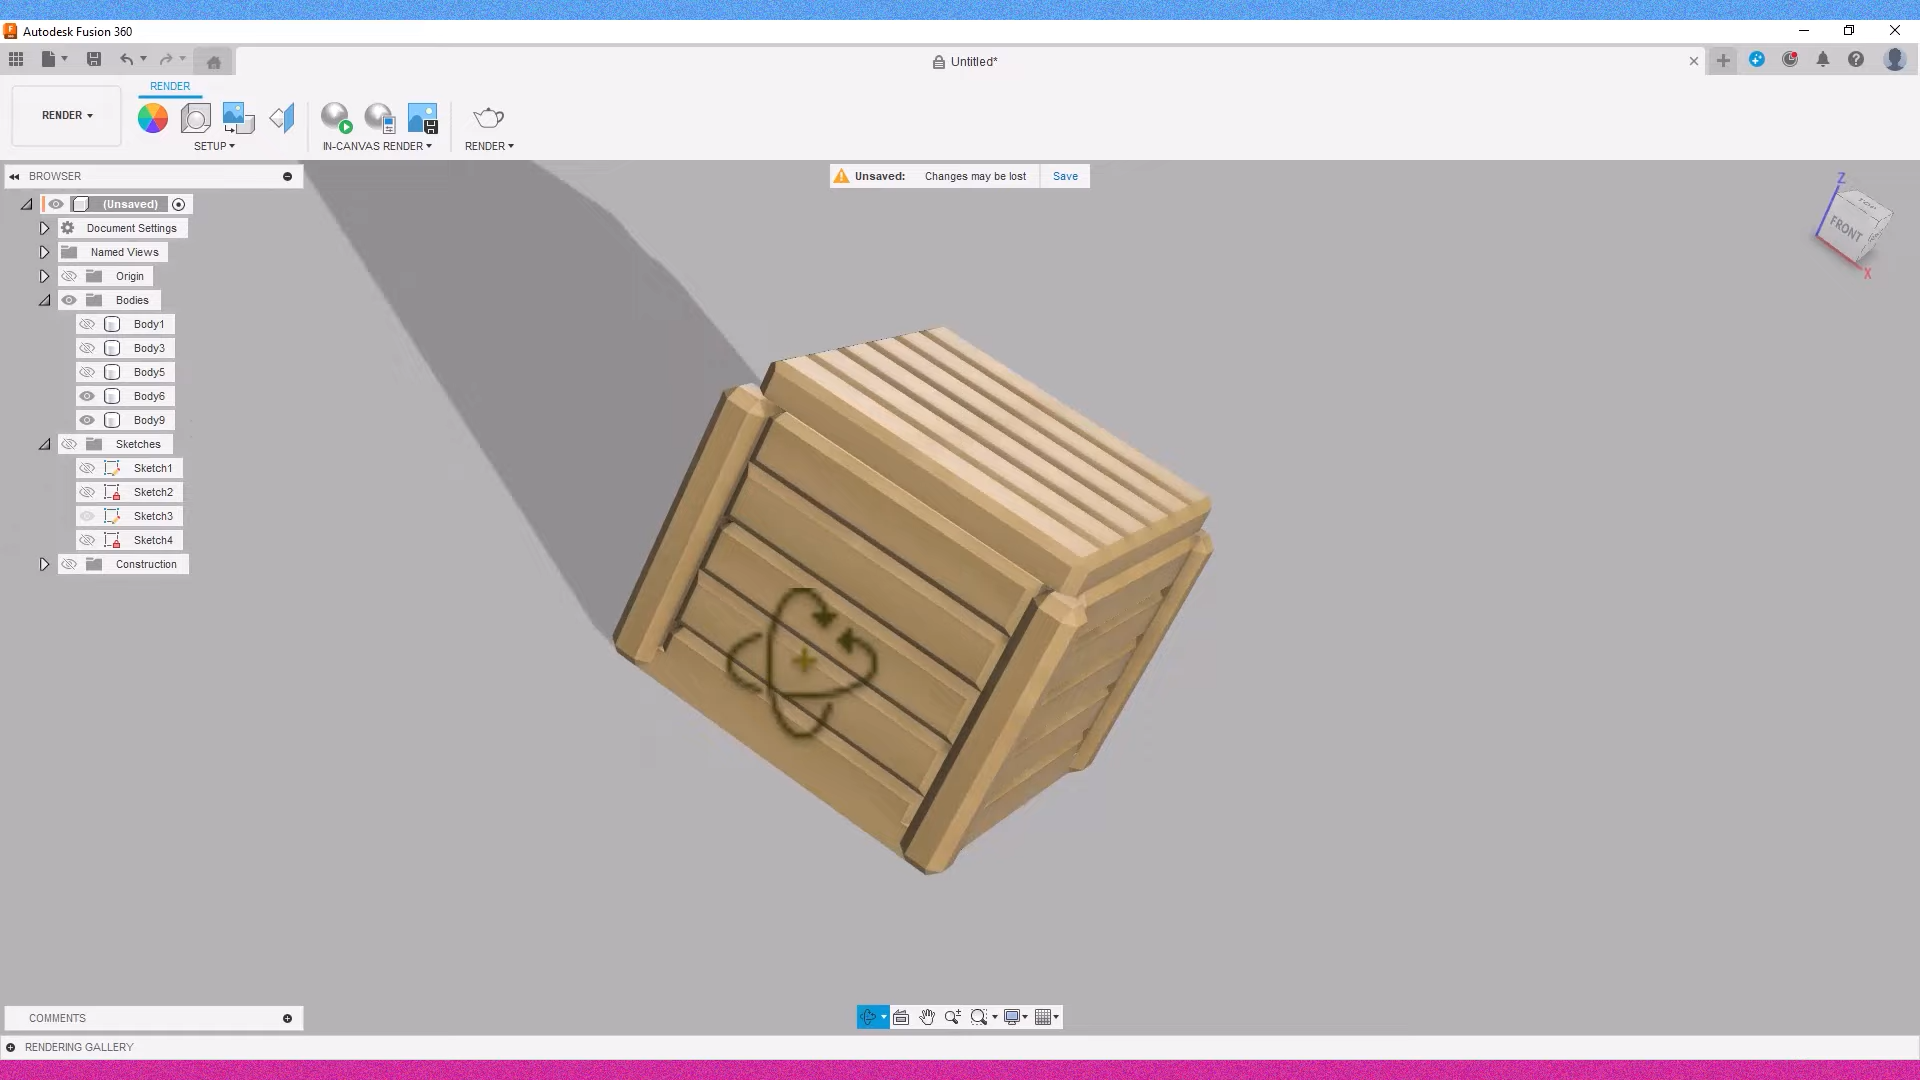 Autodesk Fusion 360
Untitled*
RENDER
RENDER
SETUP
IN-CANVAS RENDER
RENDER
BROWSER
Unsaved: Changes may be lost Save
(Unsaved)
Document Settings
Named Views
Origin
Bodies
Body1
Body3
Body5
Body6
Body9
Sketches
Sketch1
Sketch2
Sketch3
Sketch4
Construction
Z
TOP
FRONT
X
COMMENTS
RENDERING GALLERY